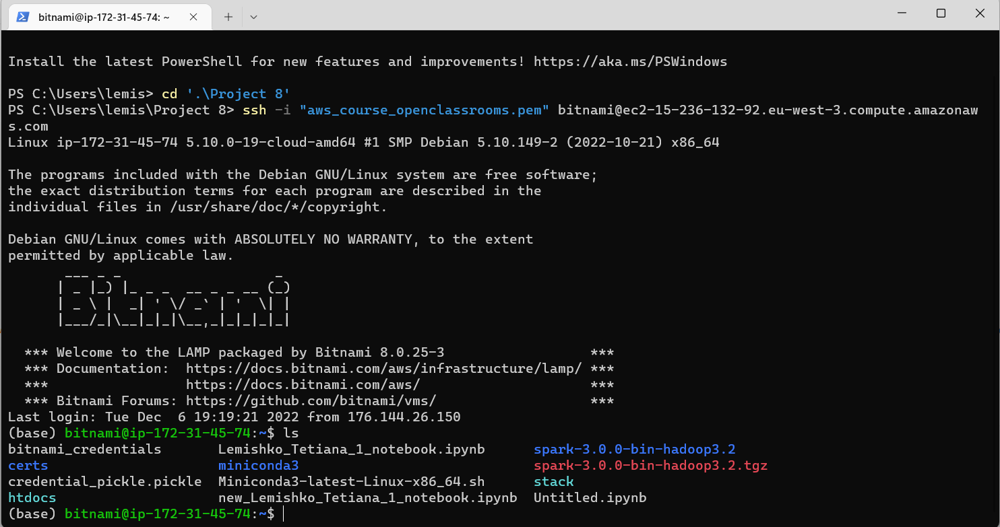 bitnami@ip-172-31-45-74: ~
Install the latest PowerShell for new features and improvements! https://aka.ms/PSWindows
PS C:\Users\lemis> cd '.\Project 8'
PS C:\Users\lemis\Project 8> ssh -i "aws_course_openclassrooms.pem" bitnami@ec2-15-236-132-92.eu-west-3.compute.amazonaw
s.com
Linux ip-172-31-45-74 5.10.0-19-cloud-amd64 #1 SMP Debian 5.10.149-2 (2022-10-21) x86_64
The programs included with the Debian GNU/Linux system are free software;
the exact distribution terms for each program are described in the
individual files in /usr/share/doc/*/copyright.
Debian GNU/Linux comes with ABSOLUTELY NO WARRANTY, to the extent
permitted by applicable law.
       ___ _ _                   _
      | _ |_) |_ _ _  __ _ _ __ (_)
      | _ \ |  _| ' \/ _` | '  \| |
      |___/_|\__|_|_|\__,_|_|_|_|_|
  *** Welcome to the LAMP packaged by Bitnami 8.0.25-3                  ***
  *** Documentation:  https://docs.bitnami.com/aws/infrastructure/lamp/ ***
  ***                 https://docs.bitnami.com/aws/                     ***
  *** Bitnami Forums: https://github.com/bitnami/vms/                   ***
Last login: Tue Dec  6 19:19:21 2022 from 176.144.26.150
(base) bitnami@ip-172-31-45-74:~$ ls
bitnami_credentials       Lemishko_Tetiana_1_notebook.ipynb      spark-3.0.0-bin-hadoop3.2
certs                     miniconda3                             spark-3.0.0-bin-hadoop3.2.tgz
credential_pickle.pickle  Miniconda3-latest-Linux-x86_64.sh      stack
htdocs                    new_Lemishko_Tetiana_1_notebook.ipynb  Untitled.ipynb
(base) bitnami@ip-172-31-45-74:~$